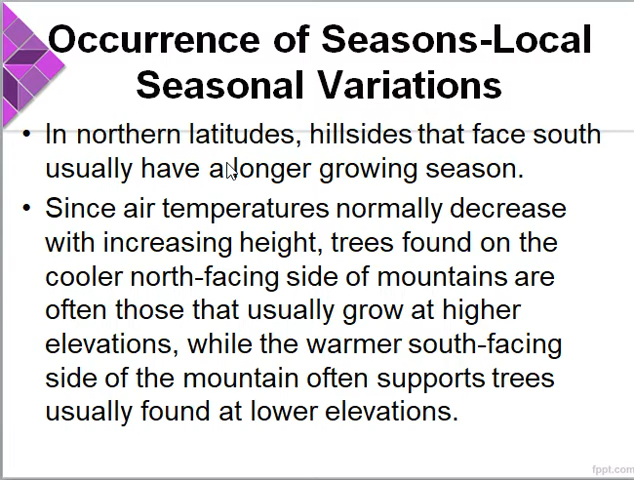 Occurrence of Seasons-Local
Seasonal Variations
• In northern latitudes, hillsides that face south
usually have a longer growing season.
• Since air temperatures normally decrease
with increasing height, trees found on the
cooler north-facing side of mountains are
often those that usually grow at higher
elevations, while the warmer south-facing
side of the mountain often supports trees
usually found at lower elevations.
fppt.com